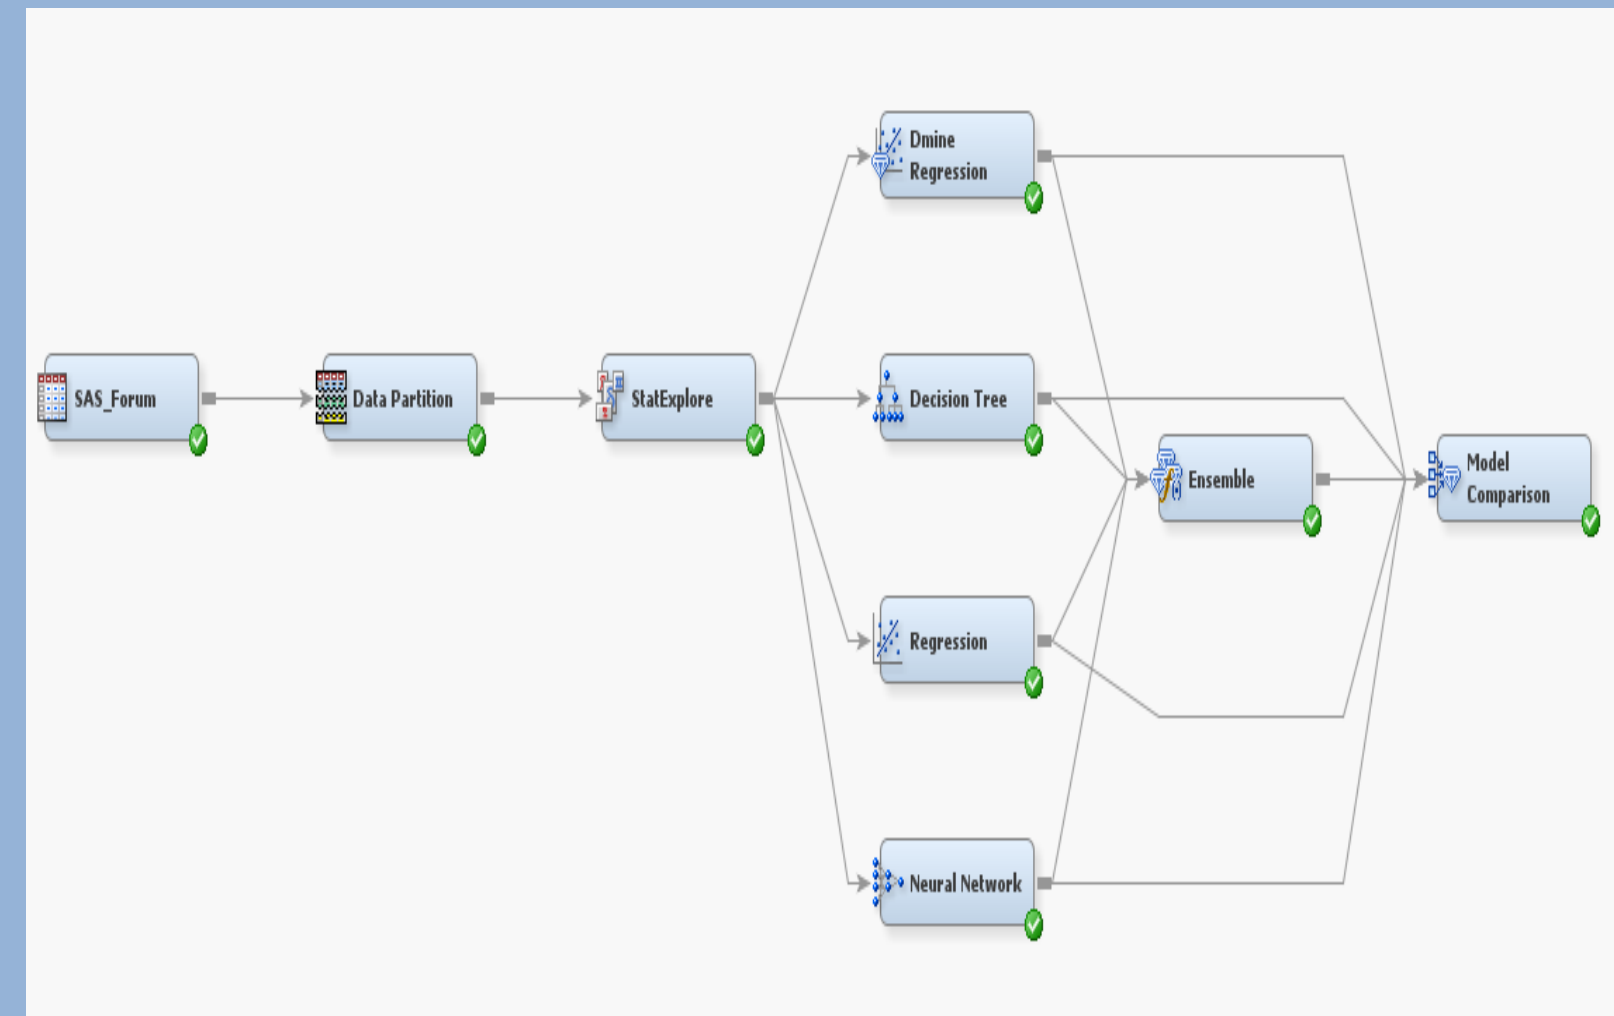 Dmine
Regression
SAS_Forum
Data Partition
StatExplore
Decision Tree
Ensemble
Model
Comparison
Regression
Neural Network